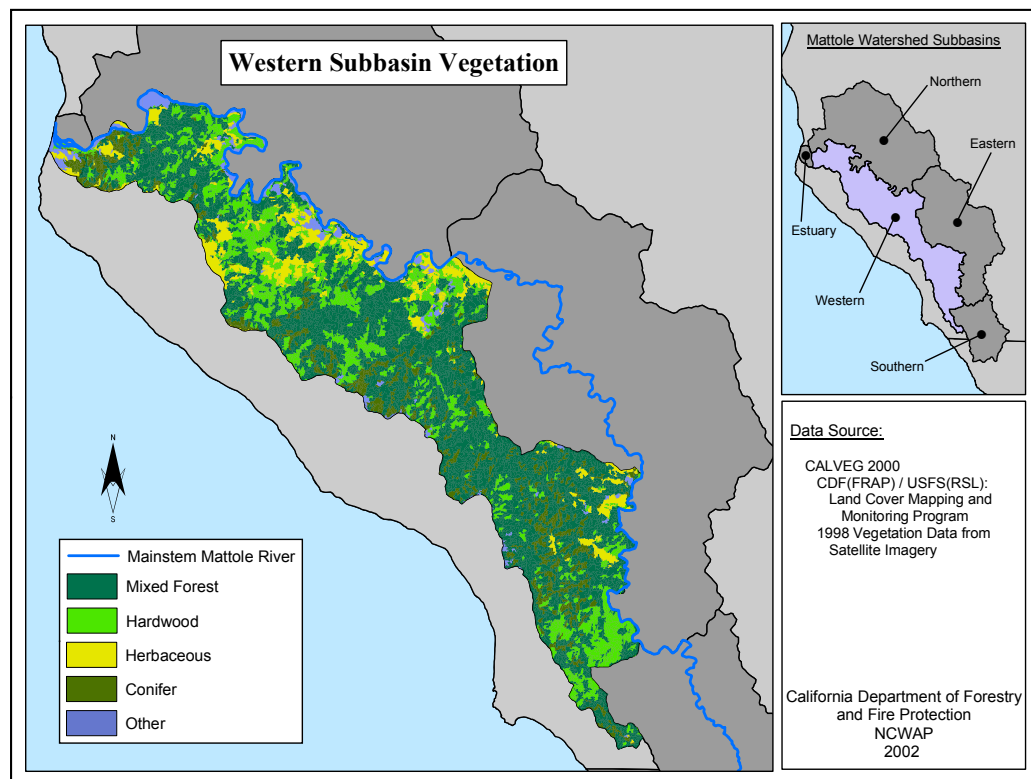 Western Subbasin Vegetation
N
S
Mainstem Mattole River
Mixed Forest
Hardwood
Herbaceous
Conifer
Other
Mattole Watershed Subbasins
Northern
Eastern
Estuary
Western
Southern
Data Source:
CALVEG 2000
CDF(FRAP) / USFS(RSL):
Land Cover Mapping and
Monitoring Program
1998 Vegetation Data from
Satellite Imagery
California Department of Forestry
and Fire Protection
NCWAP
2002